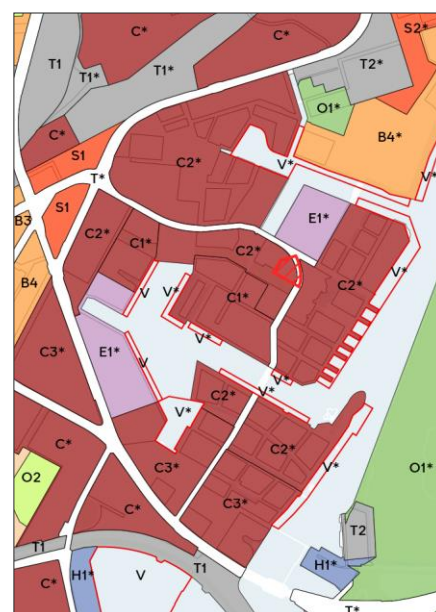 C*
C*
S2*
T1
T1*
T1*
T2*
O1*
C*
B4*
S1
C2*
V*
V*
T*
B3
S1
E1*
C2*
C1*
C2*
B4
C2*
V*
V
V*
C1*
C3*
E1*
V*
V
V*
V*
C2*
V*
C*
C2*
O1*
O2
C3*
V*
C3*
C*
T2
T1
T1
H1*
C*
H1*
V
T*